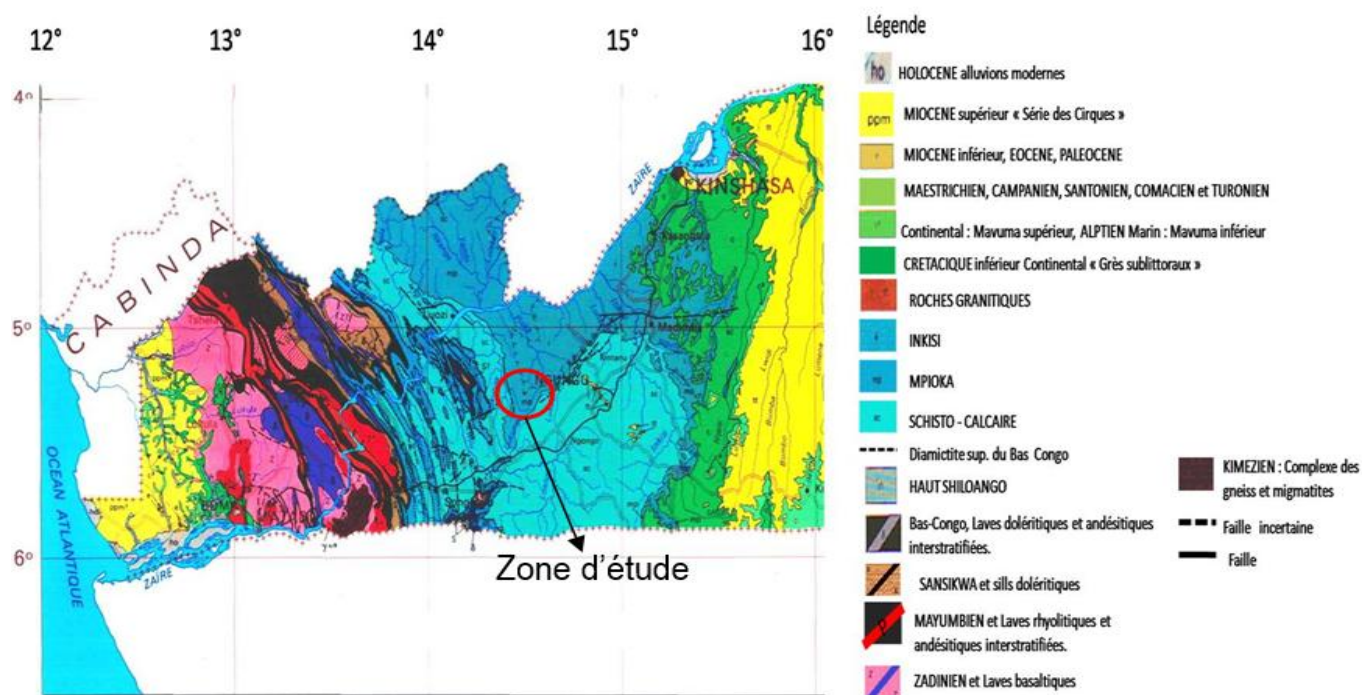 12° 13° 14° 15° 16°
4°
5°
6°
CABINDA
OCEAN ATLANTIQUE
ZAÏRE
ZAÏRE
KINSHASA
Zone d’étude
Légende
ho HOLOCENE alluvions modernes
ppm MIOCENE supérieur « Série des Cirques »
MIOCENE inférieur, EOCENE, PALEOCENE
MAESTRICHIEN, CAMPANIEN, SANTONIEN, COMACIEN et TURONIEN
Continental : Mavuma supérieur, ALPTIEN Marin : Mavuma inférieur
CRETACIQUE inférieur Continental « Grès sublittoraux »
ROCHES GRANITIQUES
INKISI
MPIOKA
SCHISTO - CALCAIRE
Diamictite sup. du Bas Congo
HAUT SHILOANGO
Bas-Congo, Laves doléritiques et andésitiques
interstratifiées.
SANSIKWA et sills doléritiques
MAYUMBIEN et Laves rhyolitiques et
andésitiques interstratifiées.
ZADINIEN et Laves basaltiques
KIMEZIEN : Complexe des
gneiss et migmatites
Faille incertaine
Faille